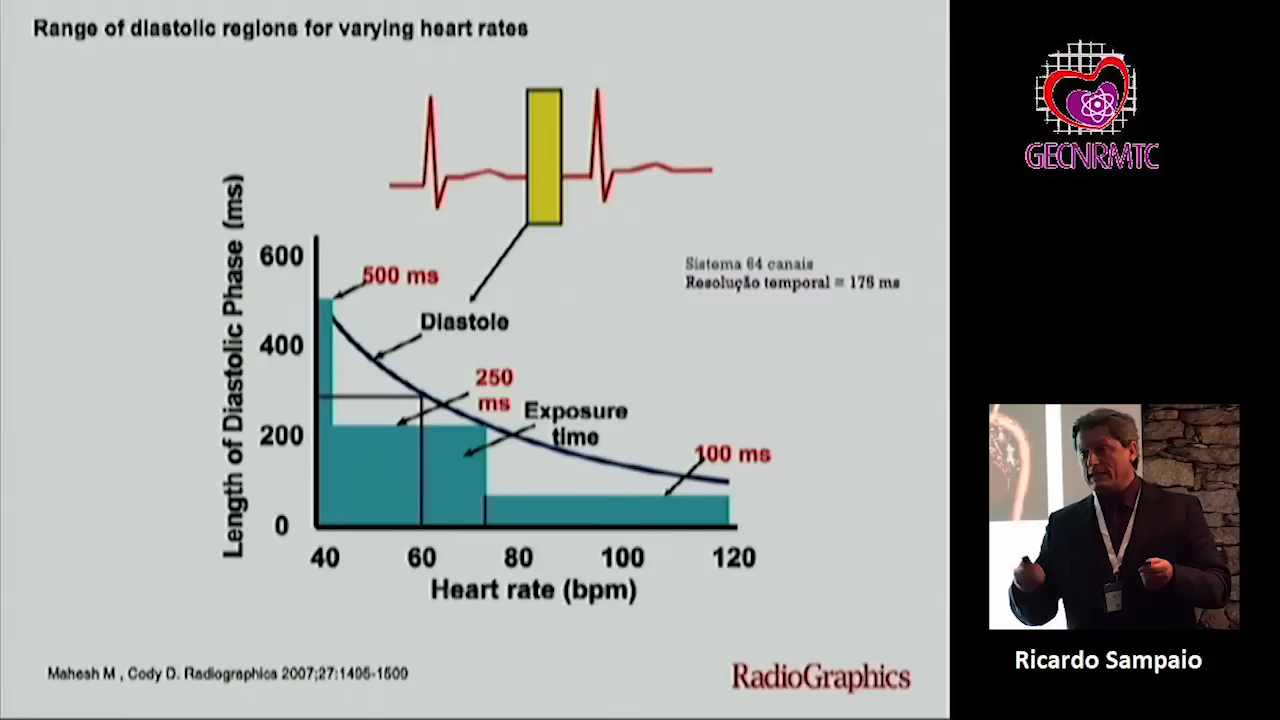 Range of diastolic regions for varying heart rates
GECNRMTC
Length of Diastolic Phase (ms)
600
400
200
0
500 ms
Sistema 64 canais
Resolução temporal = 175 ms
Diastole
250
ms
Exposure
time
100 ms
40 60 80 100 120
Heart rate (bpm)
Mahesh M , Cody D. Radiographics 2007;27:1495-1509
RadioGraphics
Ricardo Sampaio